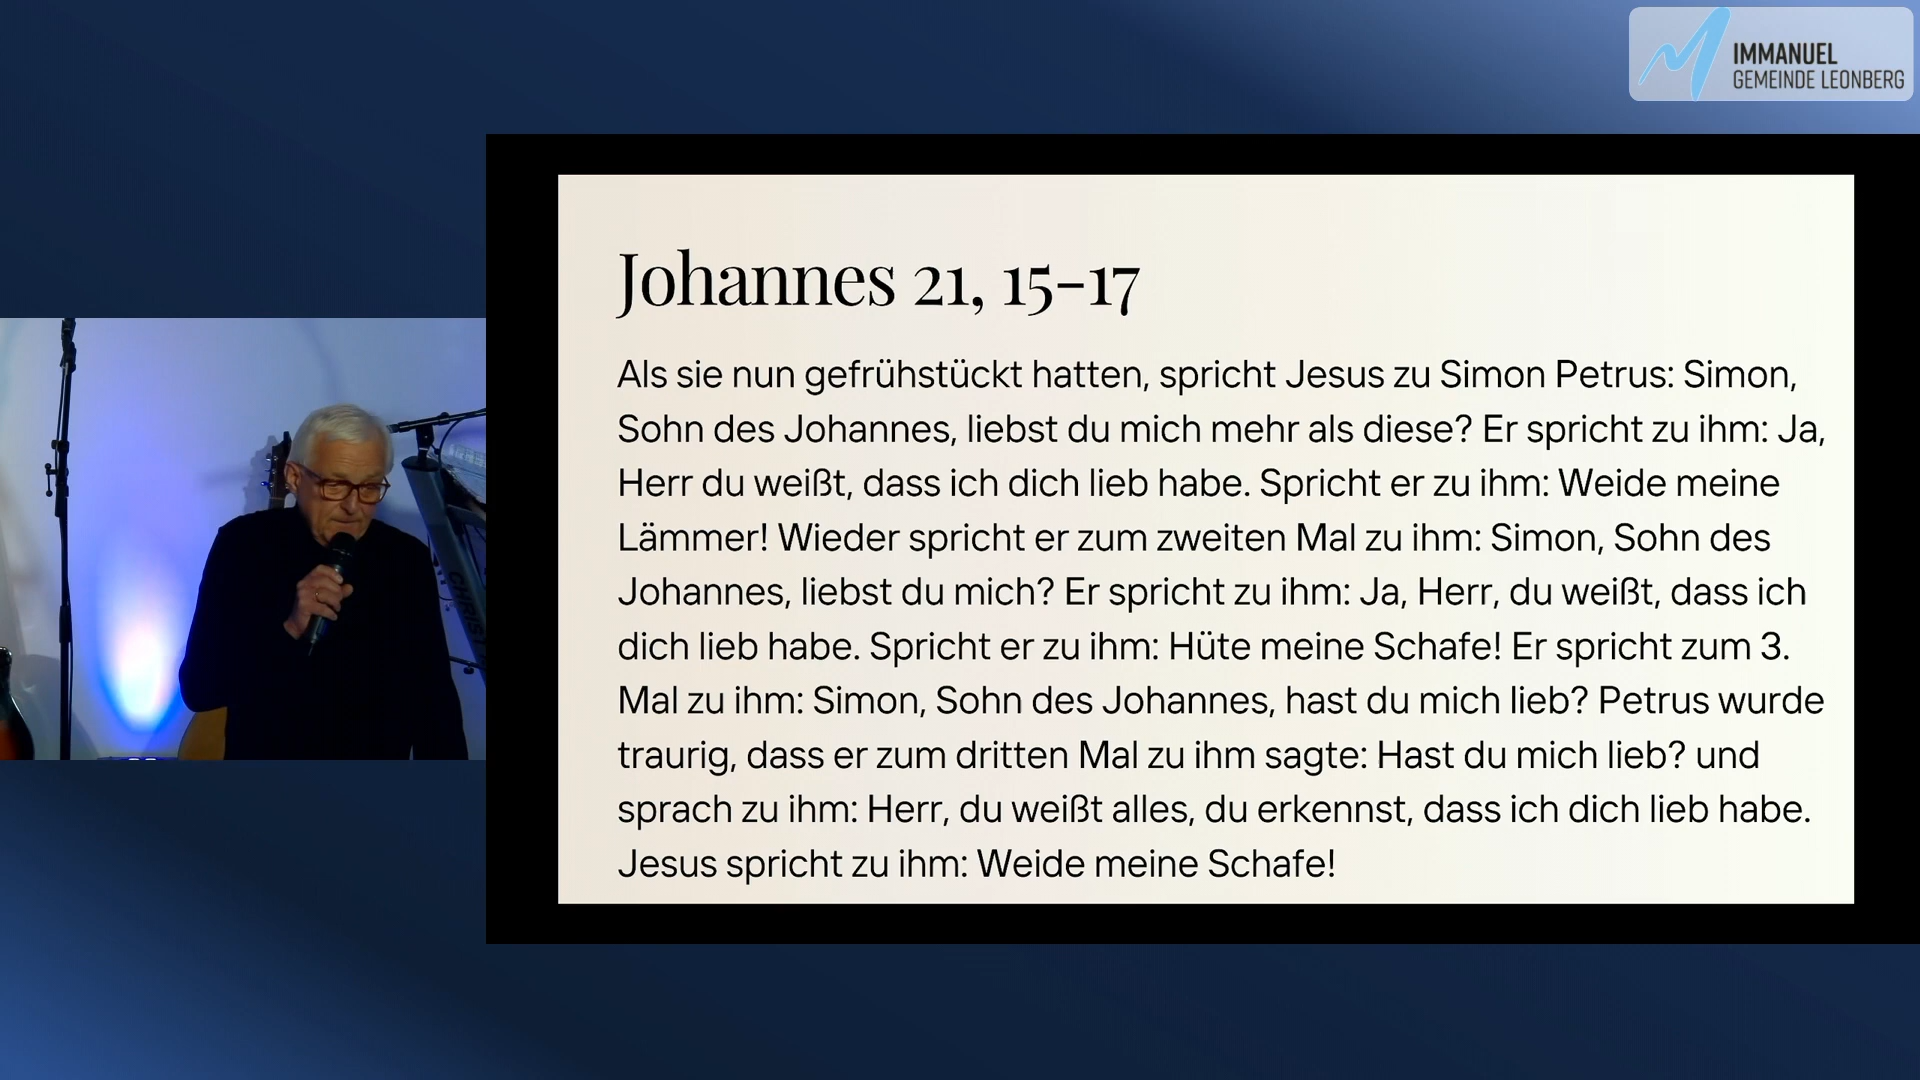 IMMANUEL
GEMEINDE LEONBERG
Johannes 21, 15-17
Als sie nun gefrühstückt hatten, spricht Jesus zu Simon Petrus: Simon,
Sohn des Johannes, liebst du mich mehr als diese? Er spricht zu ihm: Ja,
Herr du weißt, dass ich dich lieb habe. Spricht er zu ihm: Weide meine
Lämmer! Wieder spricht er zum zweiten Mal zu ihm: Simon, Sohn des
Johannes, liebst du mich? Er spricht zu ihm: Ja, Herr, du weißt, dass ich
dich lieb habe. Spricht er zu ihm: Hüte meine Schafe! Er spricht zum 3.
Mal zu ihm: Simon, Sohn des Johannes, hast du mich lieb? Petrus wurde
traurig, dass er zum dritten Mal zu ihm sagte: Hast du mich lieb? und
sprach zu ihm: Herr, du weißt alles, du erkennst, dass ich dich lieb habe.
Jesus spricht zu ihm: Weide meine Schafe!